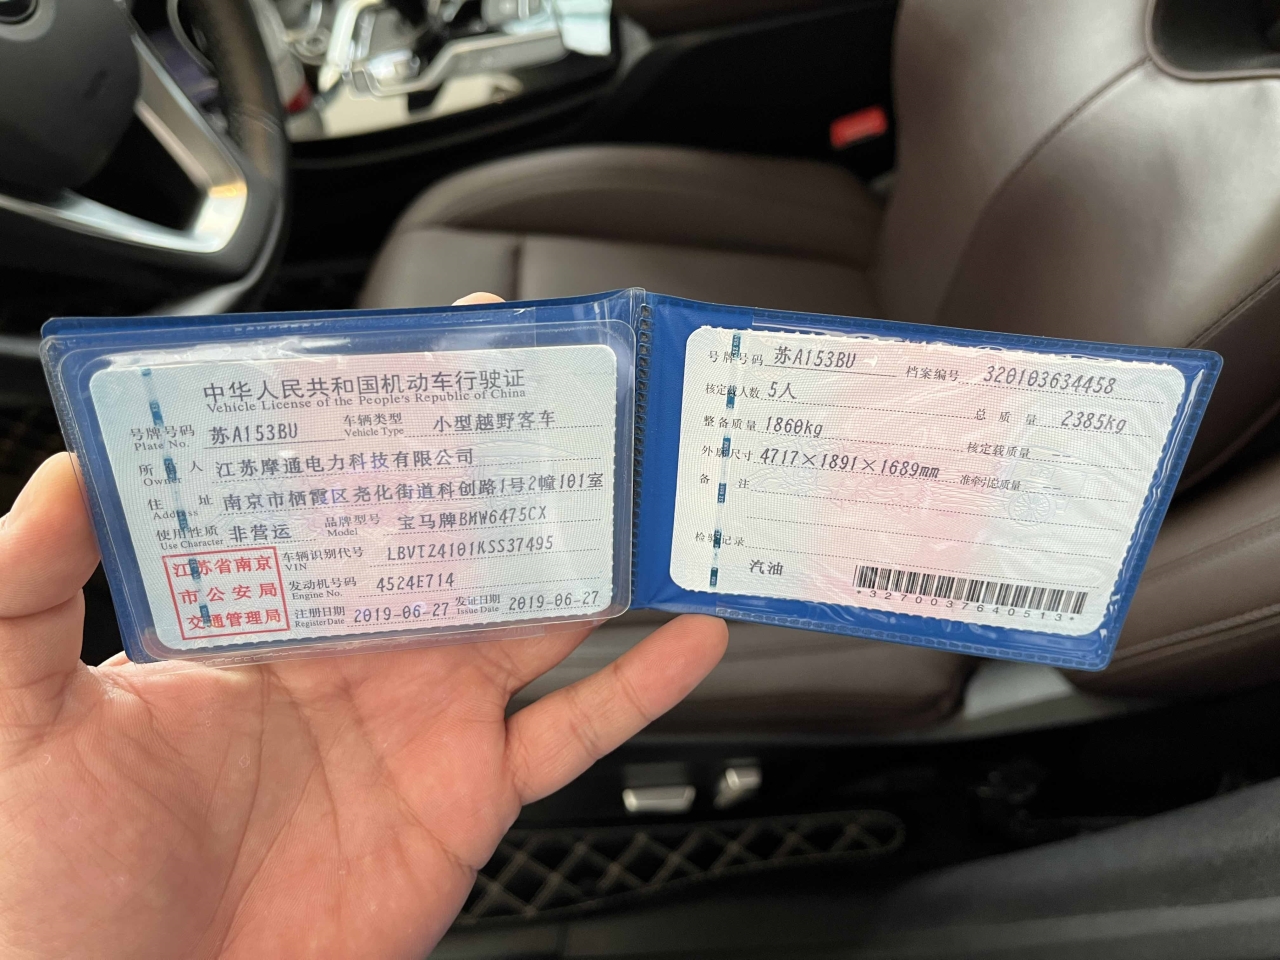 中华人民共和国机动车行驶证
Vehicle License of the People's Republic of China
号牌号码 Plate No. 苏A153BU 车辆类型 Vehicle Type 小型越野客车
所有人 Owner 江苏摩通电力科技有限公司
住址 Address 南京市栖霞区尧化街道科创路1号2幢101室
使用性质 Use Character 非营运 品牌型号 Model 宝马牌BMW6475CX
江苏省南京市公安局交通管理局
车辆识别代号 VIN LBVTZ4101KSS37495
发动机号码 Engine No. 4524E714
注册日期 Register Date 2019-06-27 发证日期 Issue Date 2019-06-27
号牌号码 苏A153BU 档案编号 320103634458
核定载人数 5人 总质量 2385kg
整备质量 1860kg 核定载质量 --
外廓尺寸 4717×1891×1689mm 准牵引总质量 --
备注
检验记录
汽油
*3270037640513*